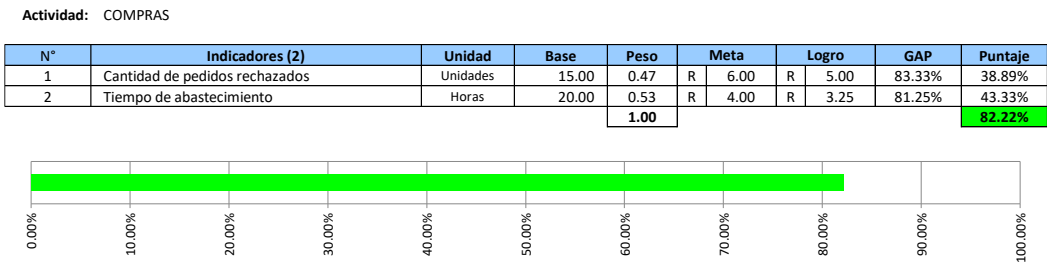 Actividad: COMPRAS
N° Indicadores (2) Unidad Base Peso Meta Logro GAP Puntaje
1 Cantidad de pedidos rechazados Unidades 15.00 0.47 R 6.00 R 5.00 83.33% 38.89%
2 Tiempo de abastecimiento Horas 20.00 0.53 R 4.00 R 3.25 81.25% 43.33%
1.00 82.22%
0.00% 10.00% 20.00% 30.00% 40.00% 50.00% 60.00% 70.00% 80.00% 90.00% 100.00%